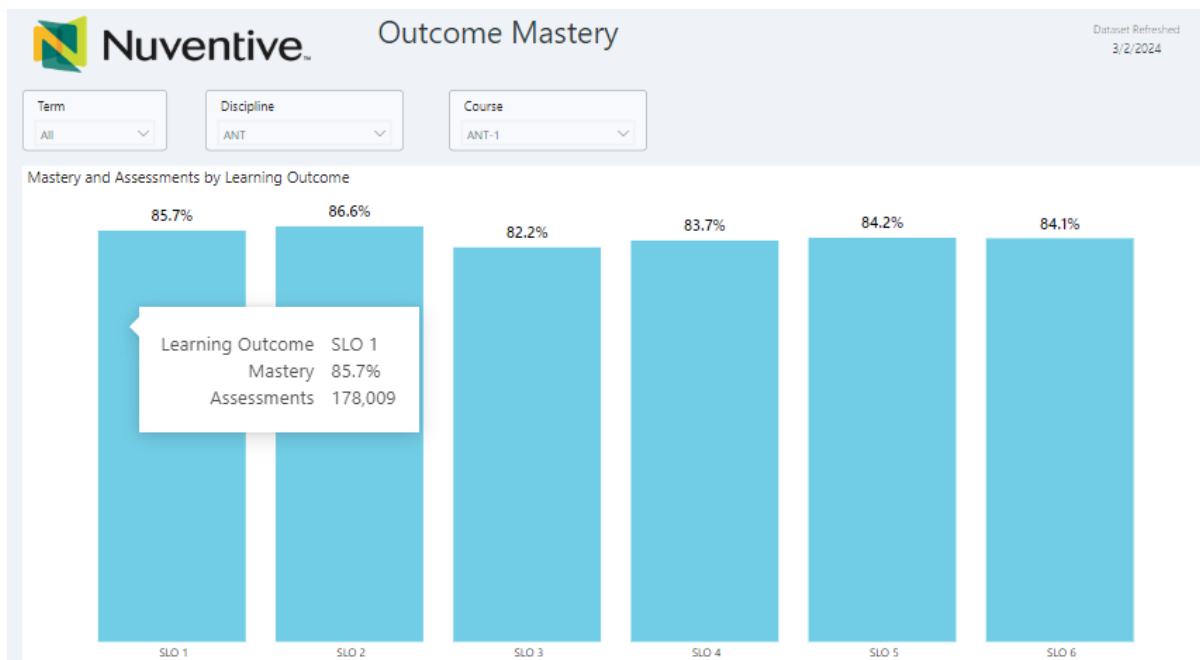 Nuventive™
Outcome Mastery
Dataset Refreshed
3/2/2024
Term
All
Discipline
ANT
Course
ANT-1
Mastery and Assessments by Learning Outcome
85.7%
86.6%
82.2%
83.7%
84.2%
84.1%
Learning Outcome SLO 1
Mastery 85.7%
Assessments 178,009
SLO 1
SLO 2
SLO 3
SLO 4
SLO 5
SLO 6